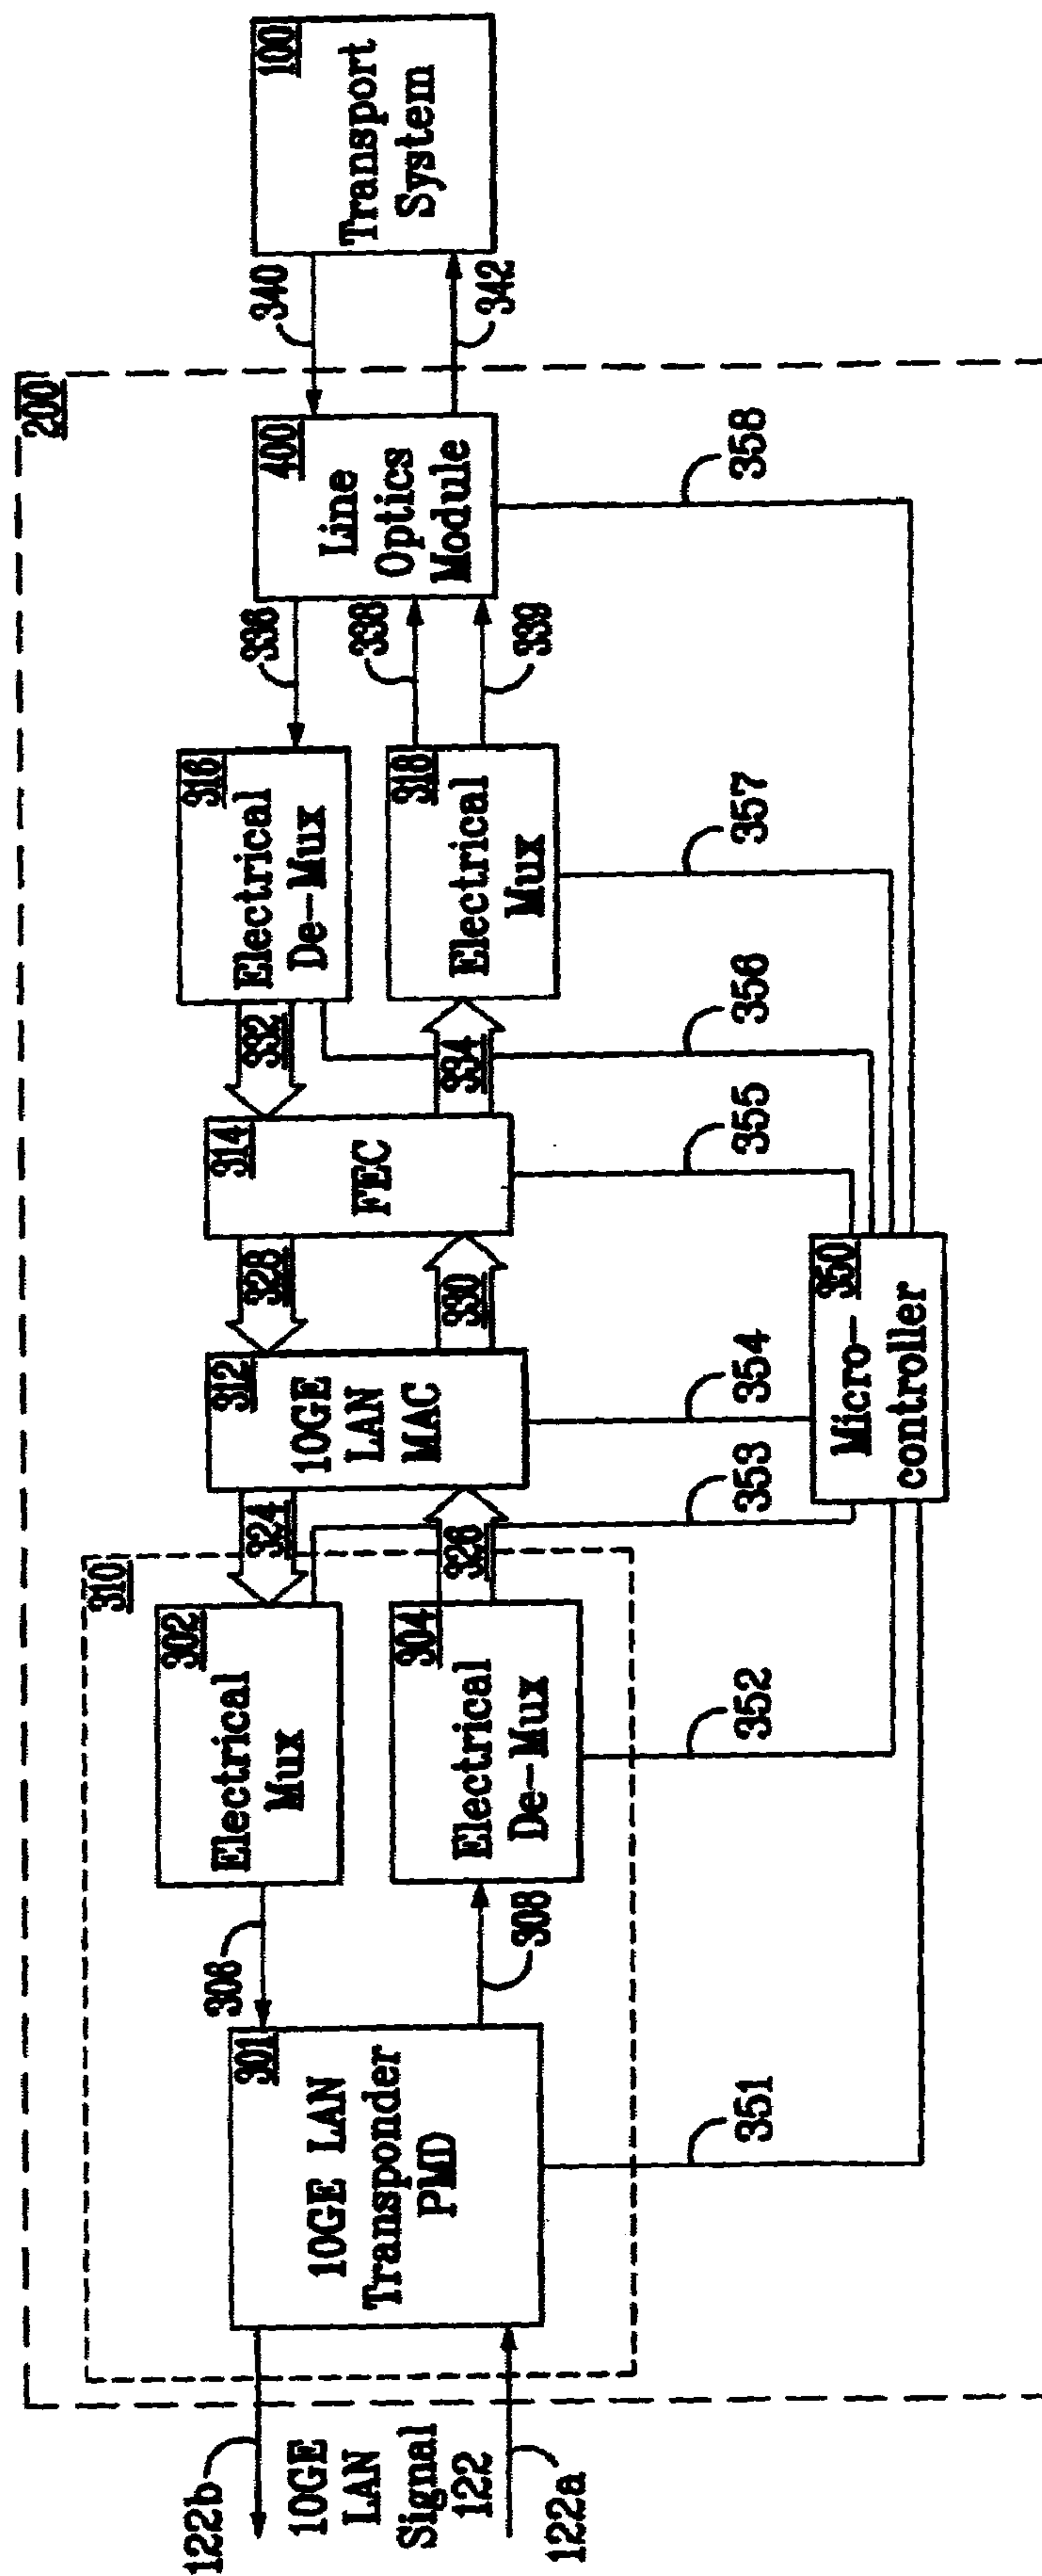 200
310
122b
10GE
LAN
Signal
122
122a
301
10GE LAN
Transponder
PMD
306
308
302
Electrical
Mux
304
Electrical
De-Mux
324
326
312
10GE
LAN
MAC
328
330
314
FEC
332
334
316
Electrical
De-Mux
318
Electrical
Mux
336
338
339
400
Line
Optics
Module
340
342
100
Transport
System
351
352
353
354
355
356
357
358
350
Micro-
controller